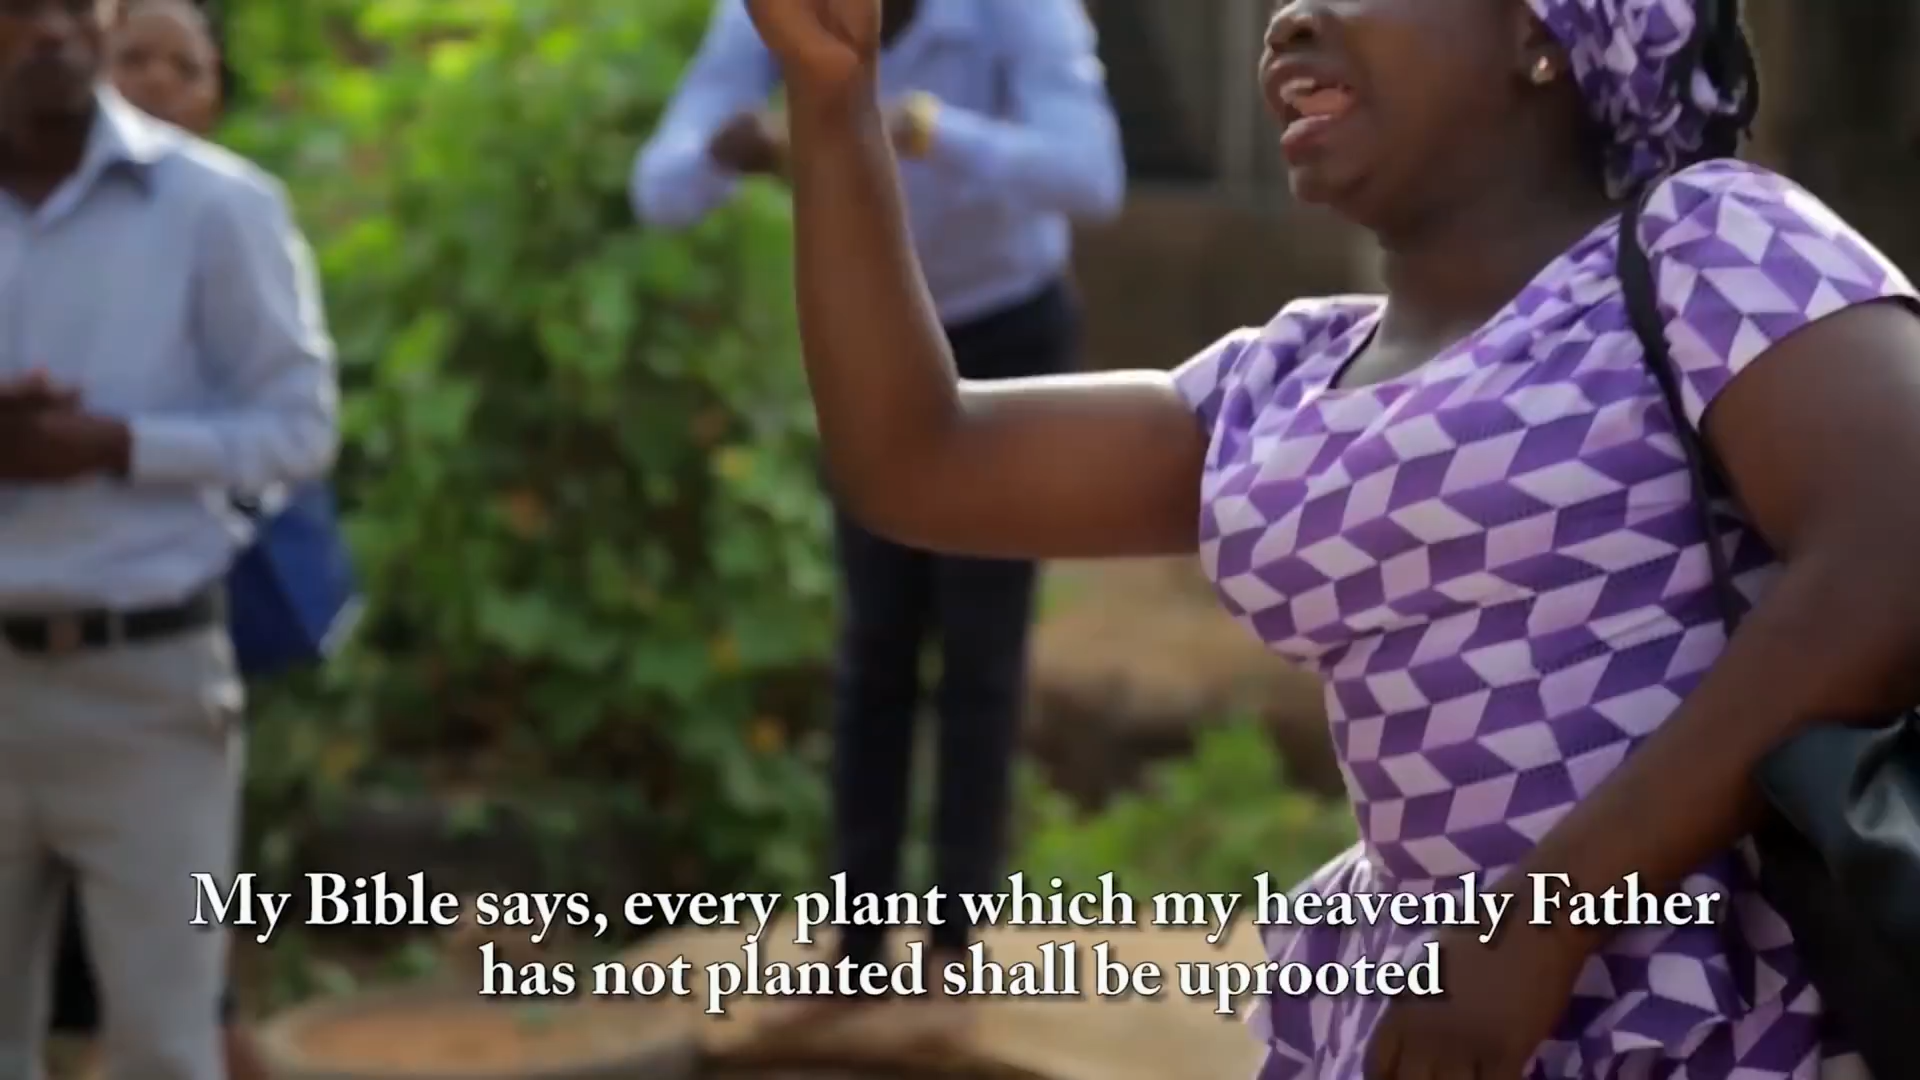 My Bible says, every plant which my heavenly Father
has not planted shall be uprooted